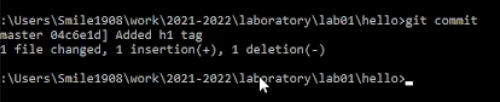 :\Users\Smile1908\work\2021-2022\laboratory\lab01\hello>git commit
master 04c6e1d] Added h1 tag
1 file changed, 1 insertion(+), 1 deletion(-)
:\Users\Smile1908\work\2021-2022\laboratory\lab01\hello>